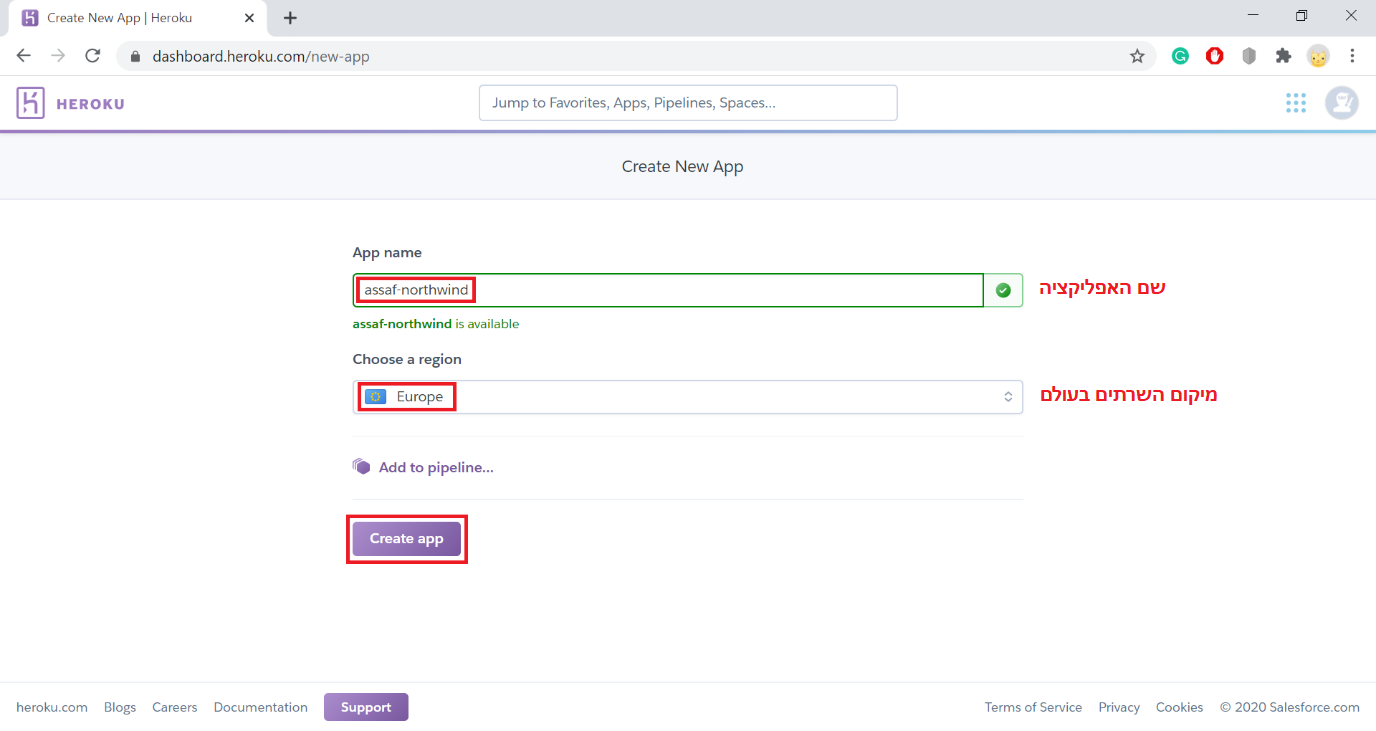 Create New App | Heroku
dashboard.heroku.com/new-app
HEROKU
Jump to Favorites, Apps, Pipelines, Spaces...
Create New App
App name
assaf-northwind
שם האפליקציה
assaf-northwind is available
Choose a region
Europe
מיקום השרתים בעולם
Add to pipeline...
Create app
heroku.com Blogs Careers Documentation Support Terms of Service Privacy Cookies © 2020 Salesforce.com